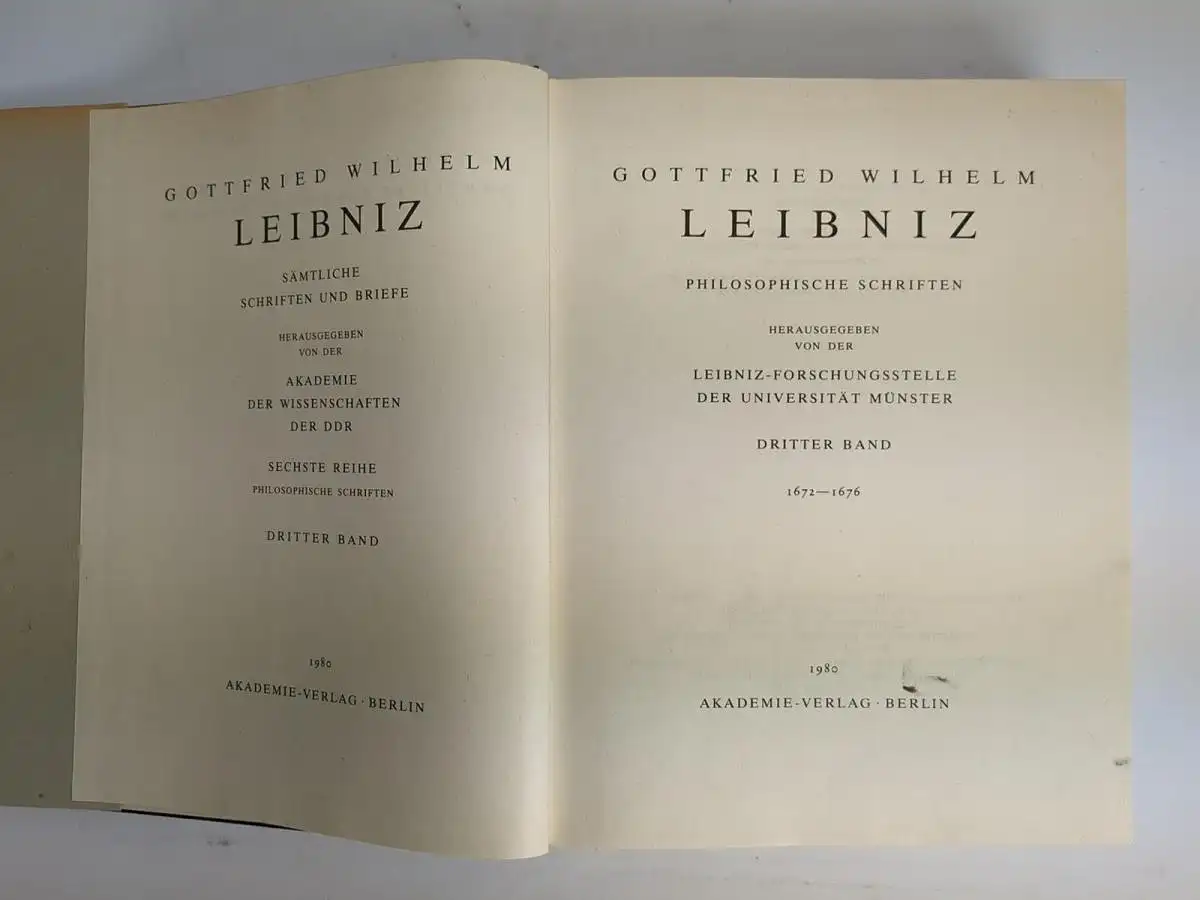 GOTTFRIED WILHELM
LEIBNIZ
SÄMTLICHE
SCHRIFTEN UND BRIEFE
HERAUSGEGEBEN
VON DER
AKADEMIE
DER WISSENSCHAFTEN
DER DDR
SECHSTE REIHE
PHILOSOPHISCHE SCHRIFTEN
DRITTER BAND
1980
AKADEMIE-VERLAG · BERLIN
GOTTFRIED WILHELM
LEIBNIZ
PHILOSOPHISCHE SCHRIFTEN
HERAUSGEGEBEN
VON DER
LEIBNIZ-FORSCHUNGSSTELLE
DER UNIVERSITÄT MÜNSTER
DRITTER BAND
1672—1676
1980
AKADEMIE-VERLAG · BERLIN